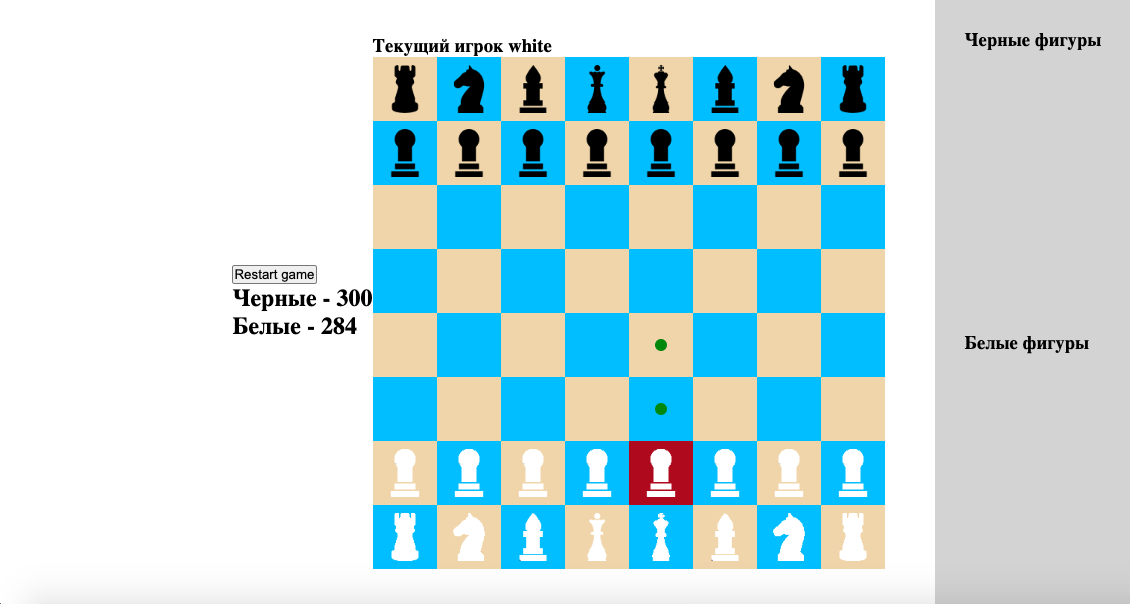 Текущий игрок white
Restart game
Черные - 300
Белые - 284
Черные фигуры
Белые фигуры